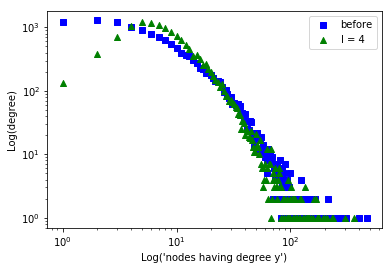 before
l = 4
10³
10²
10¹
10⁰
Log(degree)
10⁰
10¹
10²
Log('nodes having degree y')